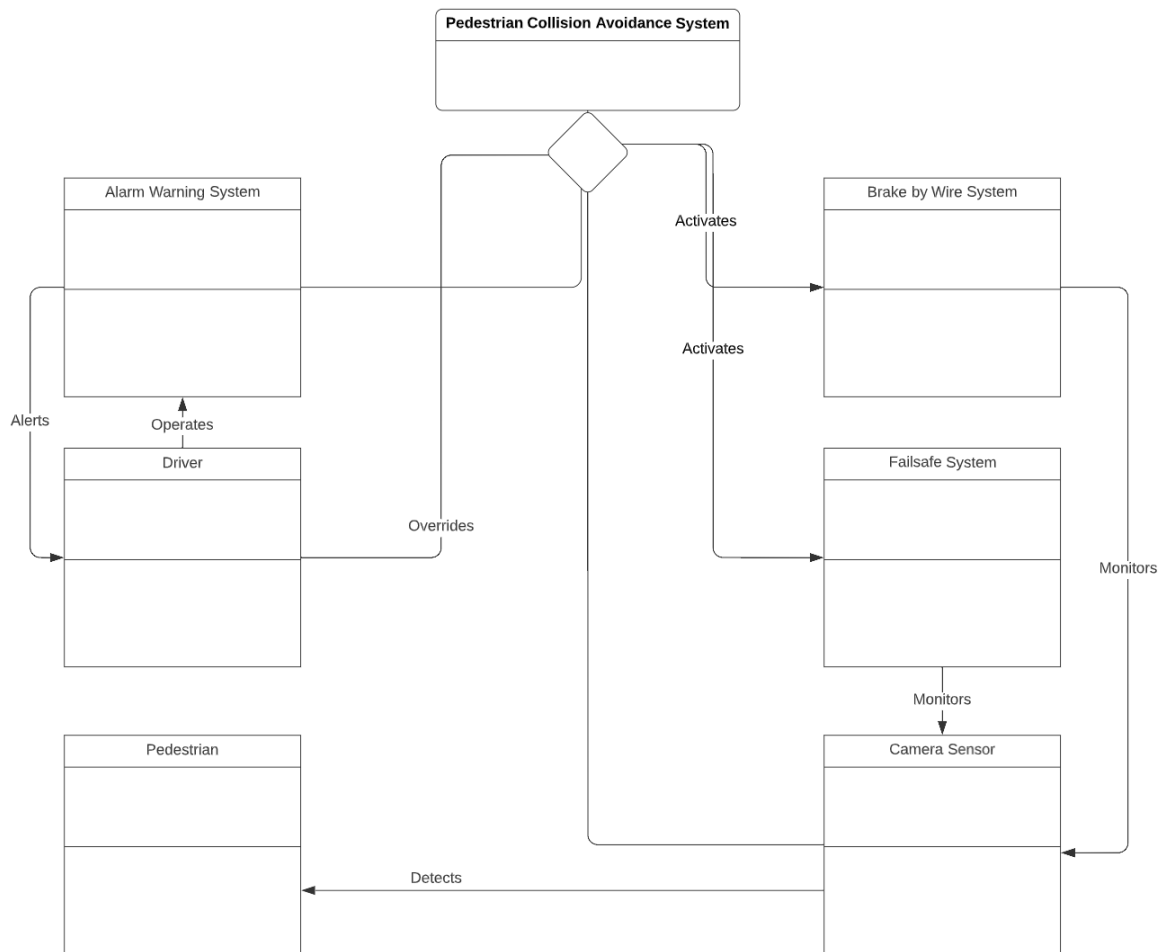 Pedestrian Collision Avoidance System
Alarm Warning System
Brake by Wire System
Activates
Activates
Alerts
Operates
Driver
Failsafe System
Overrides
Monitors
Monitors
Pedestrian
Camera Sensor
Detects